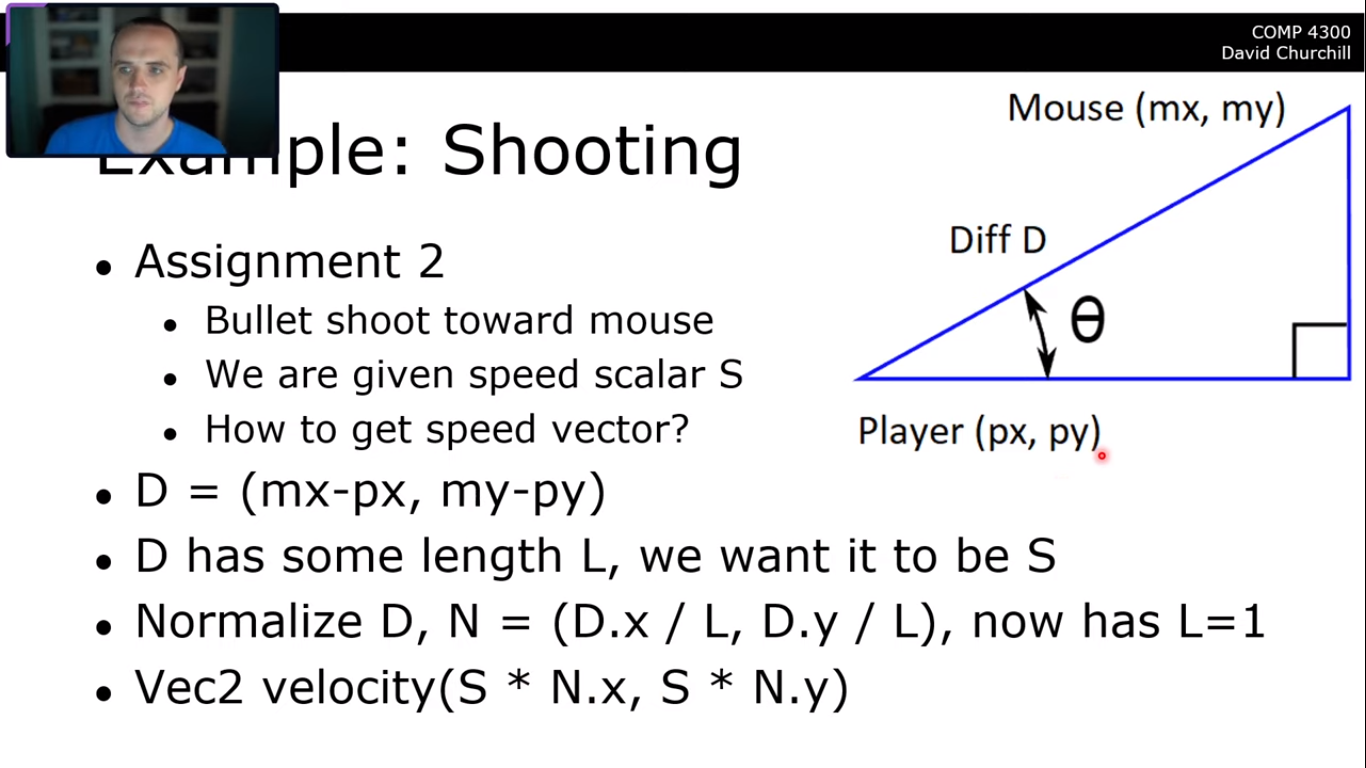 COMP 4300
David Churchill
Example: Shooting
Mouse (mx, my)
Diff D
θ
Player (px, py)
• Assignment 2
• Bullet shoot toward mouse
• We are given speed scalar S
• How to get speed vector?
• D = (mx-px, my-py)
• D has some length L, we want it to be S
• Normalize D, N = (D.x / L, D.y / L), now has L=1
• Vec2 velocity(S * N.x, S * N.y)